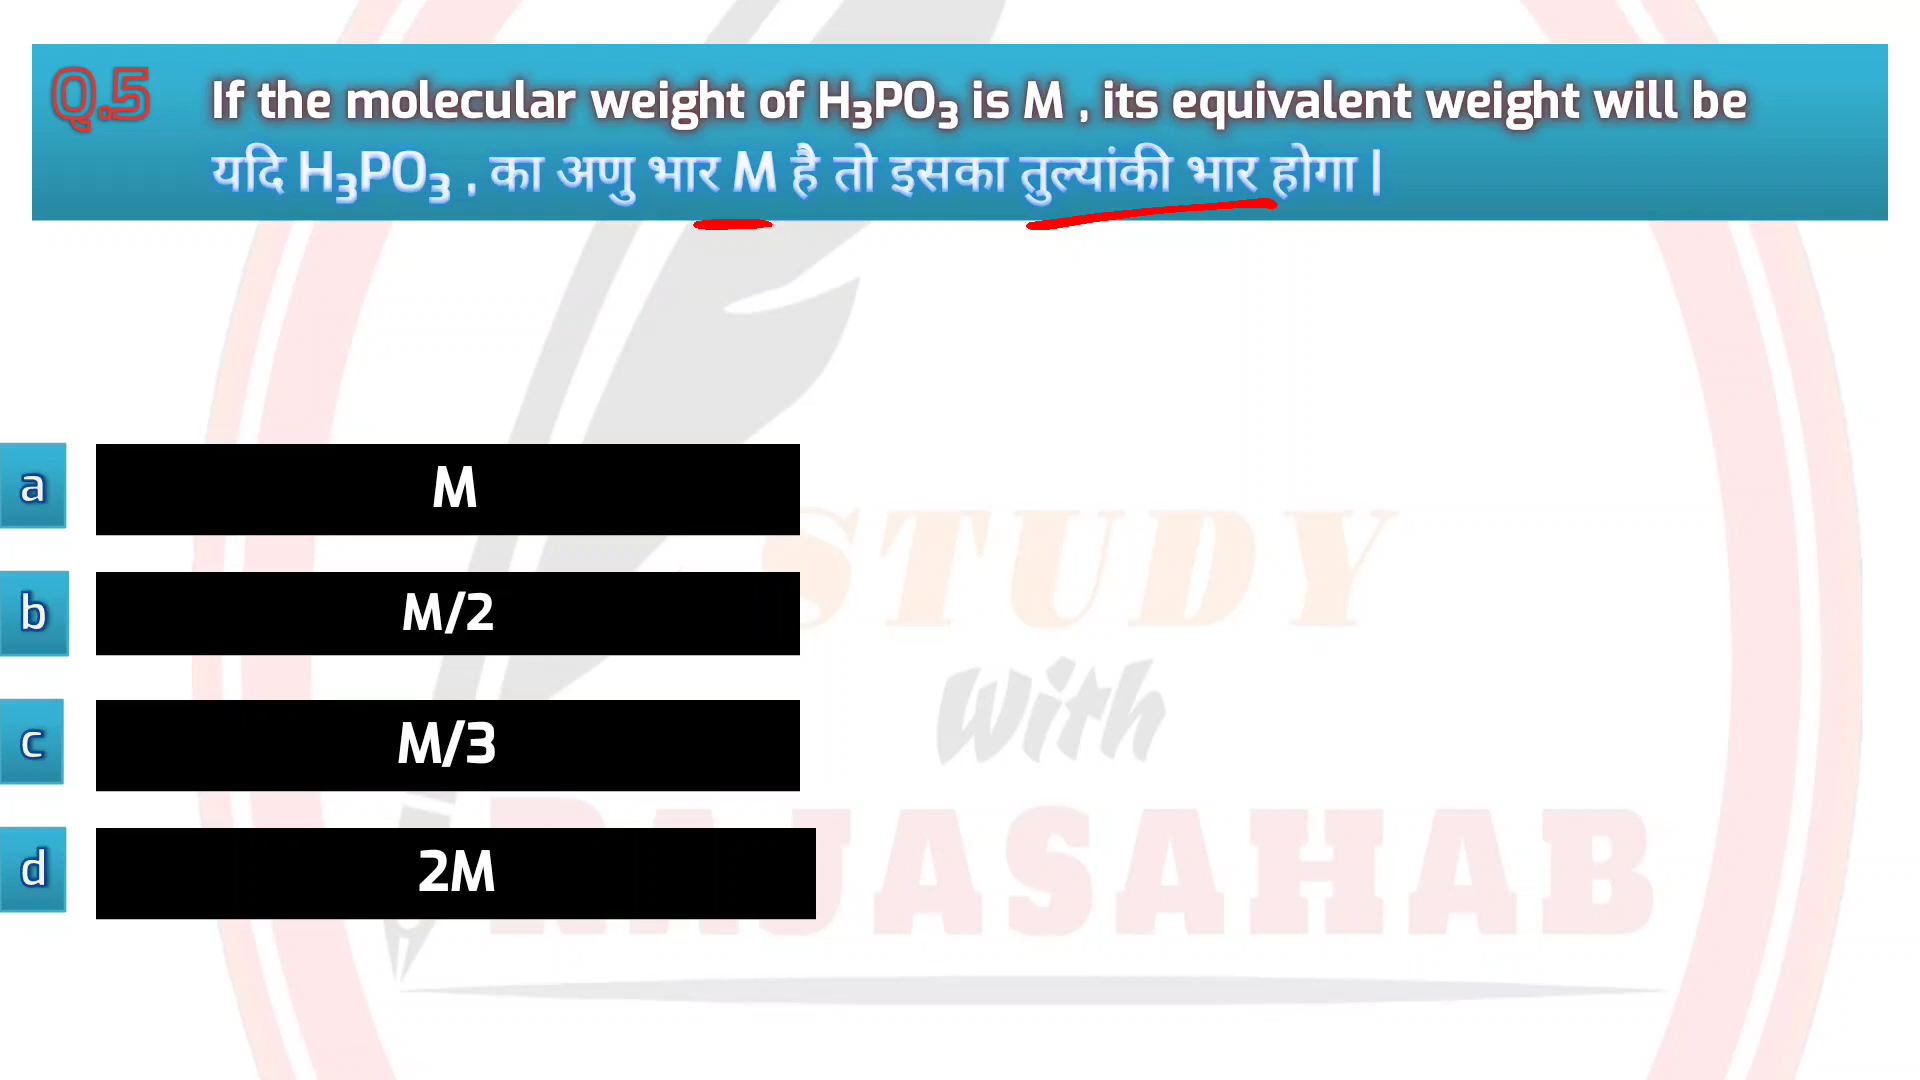 Q.5 If the molecular weight of H₃PO₃ is M , its equivalent weight will be
यदि H₃PO₃ , का अणु भार M है तो इसका तुल्यांकी भार होगा |
a M
b M/2
STUDY
c M/3
With
RAJASAHAB
d 2M